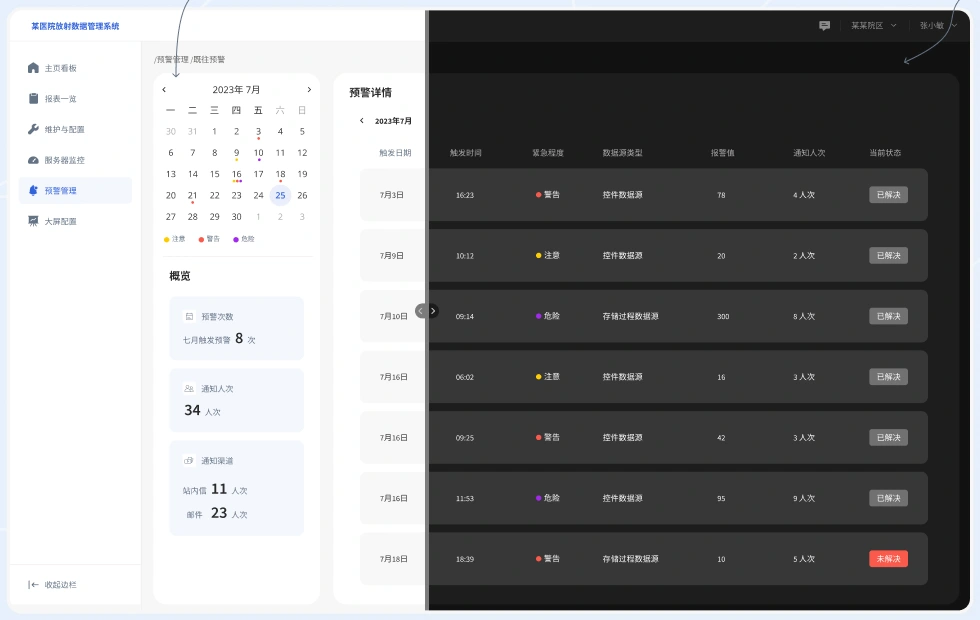 某医院放射数据管理系统
某某院区
张小敏
主页看板
报表一览
维护与配置
服务器监控
预警管理
大屏配置
收起边栏
/预警管理 /既往预警
2023年 7月
一 二 三 四 五 六 日
30 31 1 2 3 4 5
6 7 8 9 10 11 12
13 14 15 16 17 18 19
20 21 22 23 24 25 26
27 28 29 30 1 2 3
注意 警告 危险
概览
预警次数
七月触发预警 8 次
通知人次
34 人次
通知渠道
站内信 11 人次
邮件 23 人次
预警详情
2023年7月
触发日期 触发时间 紧急程度 数据源类型 报警值 通知人次 当前状态
7月3日 16:23 警告 控件数据源 78 4 人次 已解决
7月9日 10:12 注意 控件数据源 20 2 人次 已解决
7月10日 09:14 危险 存储过程数据源 300 8 人次 已解决
7月16日 06:02 注意 控件数据源 16 3 人次 已解决
7月16日 09:25 警告 控件数据源 42 3 人次 已解决
7月16日 11:53 危险 控件数据源 95 9 人次 已解决
7月18日 18:39 警告 存储过程数据源 10 5 人次 未解决